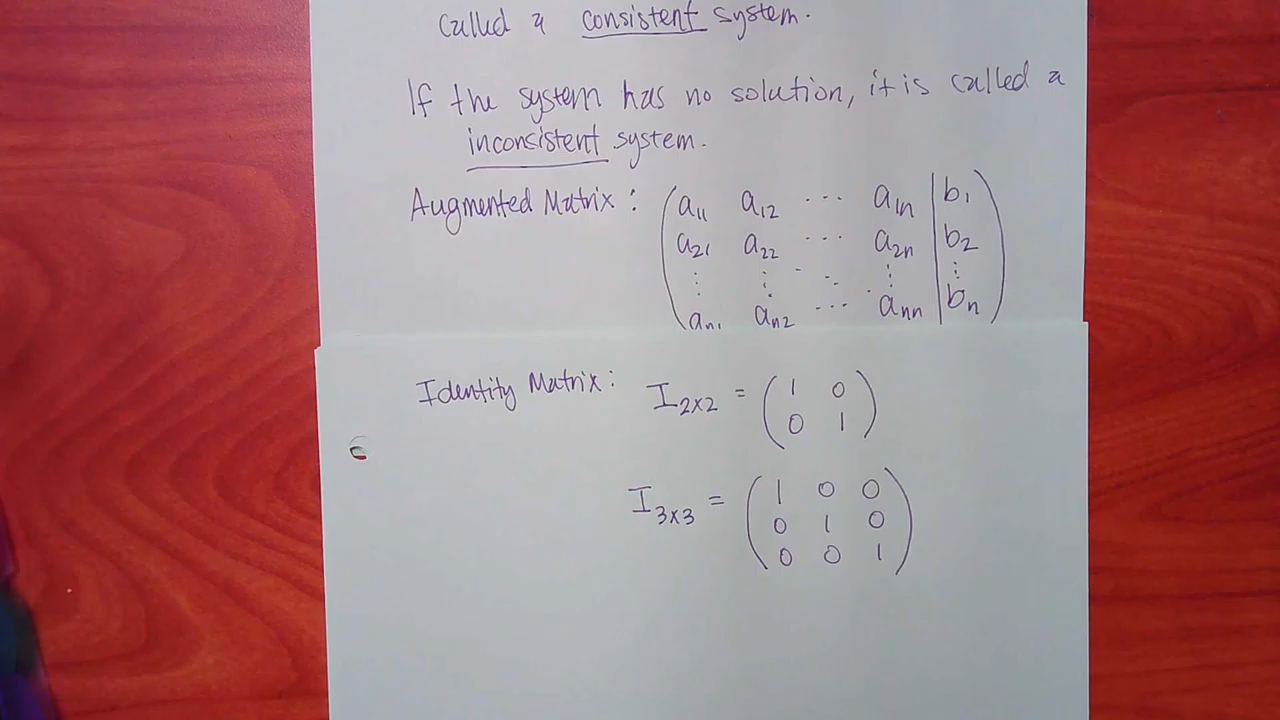 called a consistent system.
If the system has no solution, it is called a
inconsistent system.
Augmented Matrix : ( a₁₁ a₁₂ ⋯ a₁ₙ | b₁ )
a₂₁ a₂₂ ⋯ a₂ₙ | b₂
⋮ ⋮ ⋱ ⋮ | ⋮
aₙ₁ aₙ₂ ⋯ aₙₙ | bₙ
Identity Matrix : I₂ₓ₂ = ( 1 0 )
0 1
I₃ₓ₃ = ( 1 0 0 )
0 1 0
0 0 1